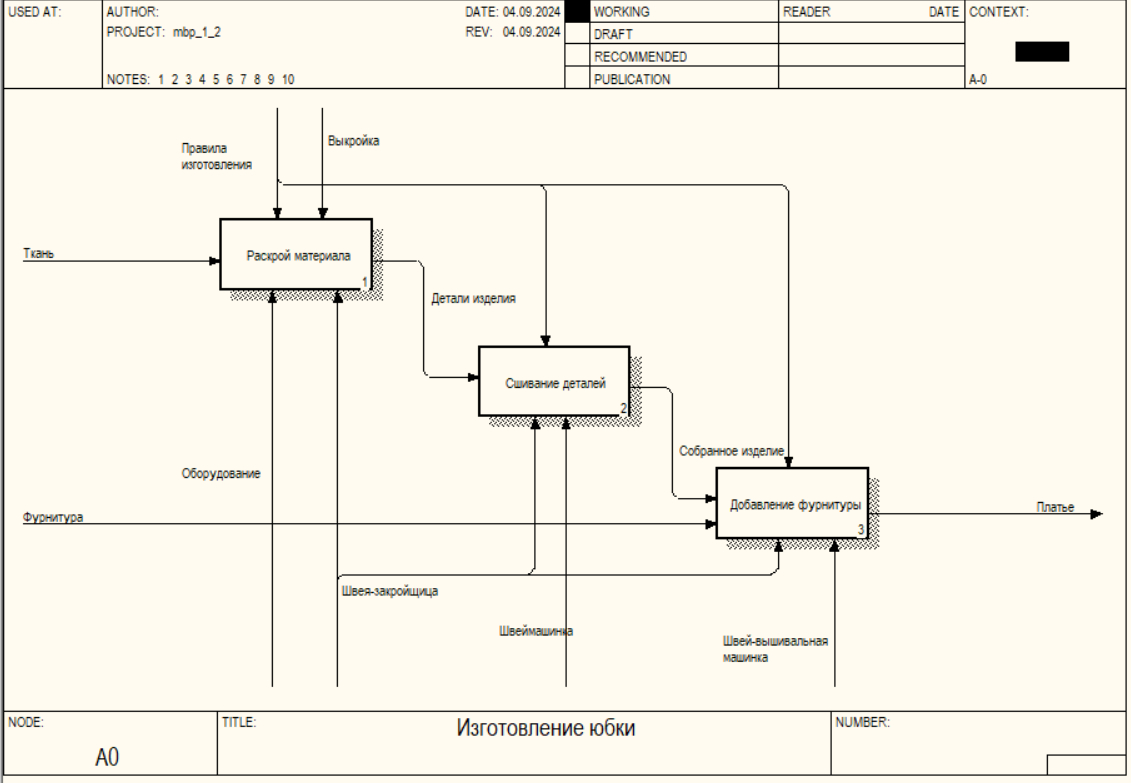 USED AT:
AUTHOR:
DATE: 04.09.2024
WORKING
READER
DATE
CONTEXT:
PROJECT: mbp_1_2
REV: 04.09.2024
DRAFT
RECOMMENDED
NOTES: 1 2 3 4 5 6 7 8 9 10
PUBLICATION
A-0
Правила
изготовления
Выкройка
Ткань
Раскрой материала
1
Детали изделия
Сшивание деталей
2
Собранное изделие
Оборудование
Фурнитура
Добавление фурнитуры
3
Платье
Швея-закройщица
Швеймашинка
Швей-вышивальная
машинка
NODE:
TITLE:
Изготовление юбки
NUMBER:
A0